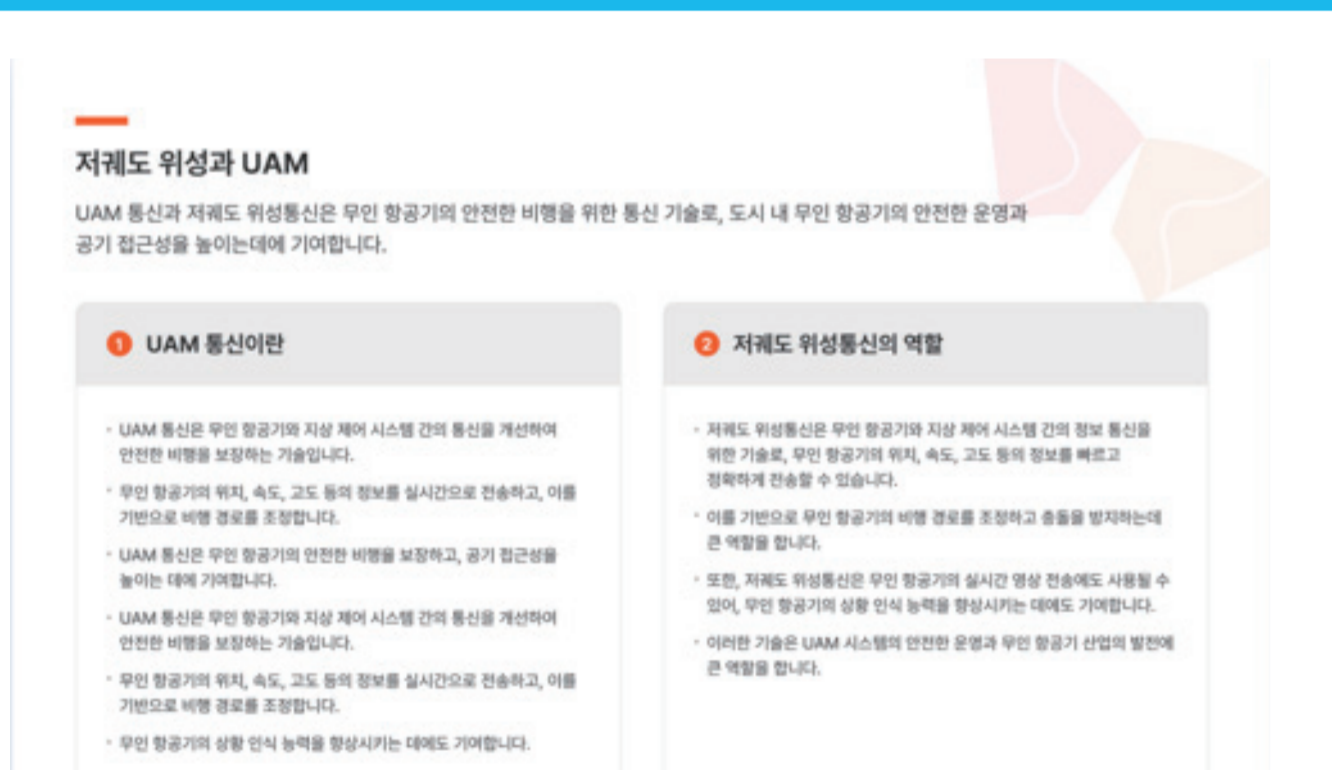 저궤도 위성과 UAM
UAM 통신과 저궤도 위성통신은 무인 항공기의 안전한 비행을 위한 통신 기술로, 도시 내 무인 항공기의 안전한 운영과
공기 접근성을 높이는데에 기여합니다.
1 UAM 통신이란
· UAM 통신은 무인 항공기와 지상 제어 시스템 간의 통신을 개선하여
안전한 비행을 보장하는 기술입니다.
· 무인 항공기의 위치, 속도, 고도 등의 정보를 실시간으로 전송하고, 이를
기반으로 비행 경로를 조정합니다.
· UAM 통신은 무인 항공기의 안전한 비행을 보장하고, 공기 접근성을
높이는 데에 기여합니다.
· UAM 통신은 무인 항공기와 지상 제어 시스템 간의 통신을 개선하여
안전한 비행을 보장하는 기술입니다.
· 무인 항공기의 위치, 속도, 고도 등의 정보를 실시간으로 전송하고, 이를
기반으로 비행 경로를 조정합니다.
· 무인 항공기의 상황 인식 능력을 향상시키는 데에도 기여합니다.
2 저궤도 위성통신의 역할
· 저궤도 위성통신은 무인 항공기와 지상 제어 시스템 간의 정보 통신을
위한 기술로, 무인 항공기의 위치, 속도, 고도 등의 정보를 빠르고
정확하게 전송할 수 있습니다.
· 이를 기반으로 무인 항공기의 비행 경로를 조정하고 충돌을 방지하는데
큰 역할을 합니다.
· 또한, 저궤도 위성통신은 무인 항공기의 실시간 영상 전송에도 사용될 수
있어, 무인 항공기의 상황 인식 능력을 향상시키는 데에도 기여합니다.
· 이러한 기술은 UAM 시스템의 안전한 운영과 무인 항공기 산업의 발전에
큰 역할을 합니다.